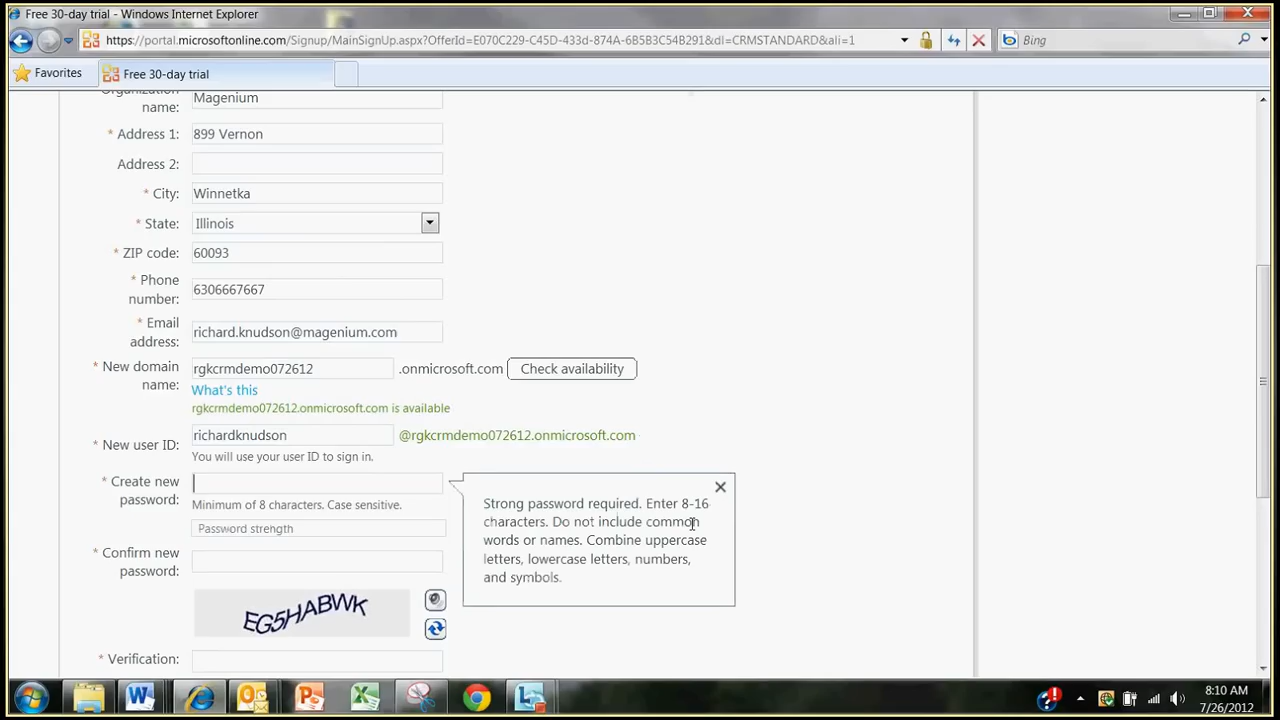 Free 30-day trial - Windows Internet Explorer
https://portal.microsoftonline.com/Signup/MainSignUp.aspx?OfferId=E070C229-C45D-433d-874A-6B5B3C54B291&dl=CRMSTANDARD&ali=1
Bing
Favorites
Free 30-day trial
Organization
name:
Magenium
* Address 1:
899 Vernon
Address 2:
* City:
Winnetka
* State:
Illinois
* ZIP code:
60093
* Phone
number:
6306667667
* Email
address:
richard.knudson@magenium.com
* New domain
name:
rgkcrmdemo072612
.onmicrosoft.com
Check availability
What's this
rgkcrmdemo072612.onmicrosoft.com is available
* New user ID:
richardknudson
@rgkcrmdemo072612.onmicrosoft.com
You will use your user ID to sign in.
* Create new
password:
Minimum of 8 characters. Case sensitive.
Password strength
Strong password required. Enter 8-16
characters. Do not include common
words or names. Combine uppercase
letters, lowercase letters, numbers,
and symbols.
* Confirm new
password:
EG5HABWK
* Verification:
8:10 AM
7/26/2012